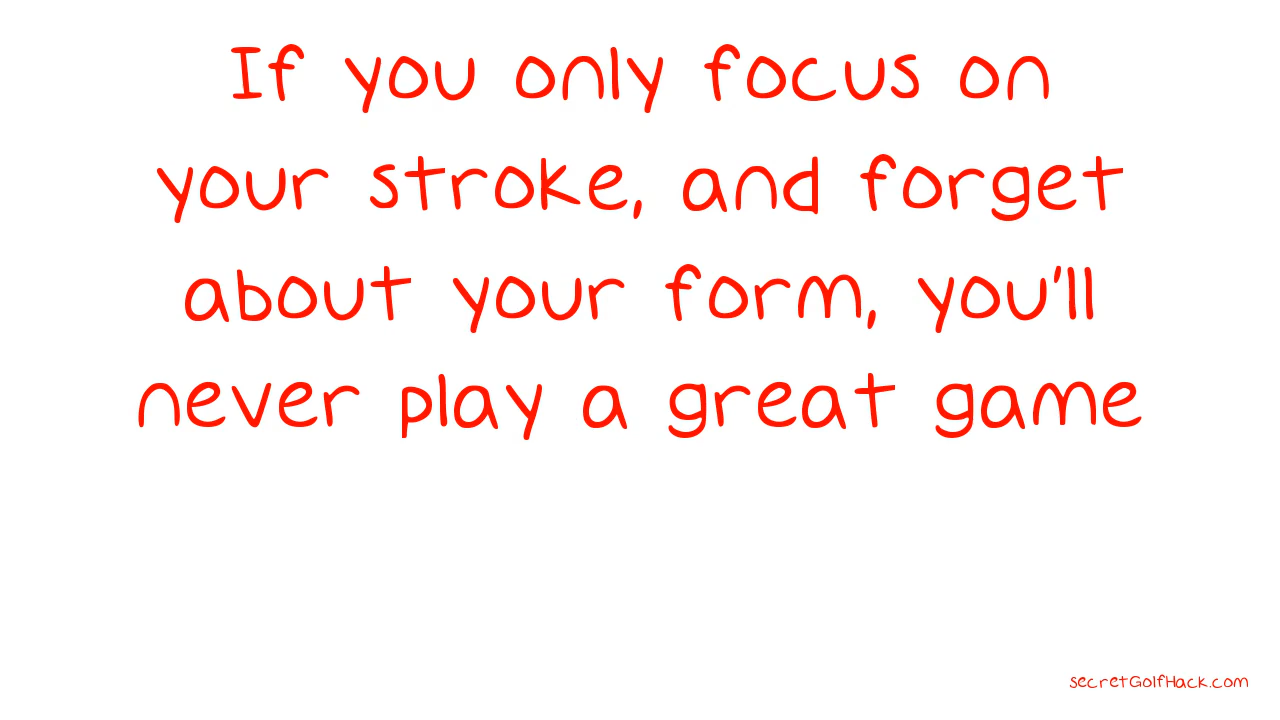 If you only focus on
your stroke, and forget
about your form, you'll
never play a great game
secretGolfHack.com